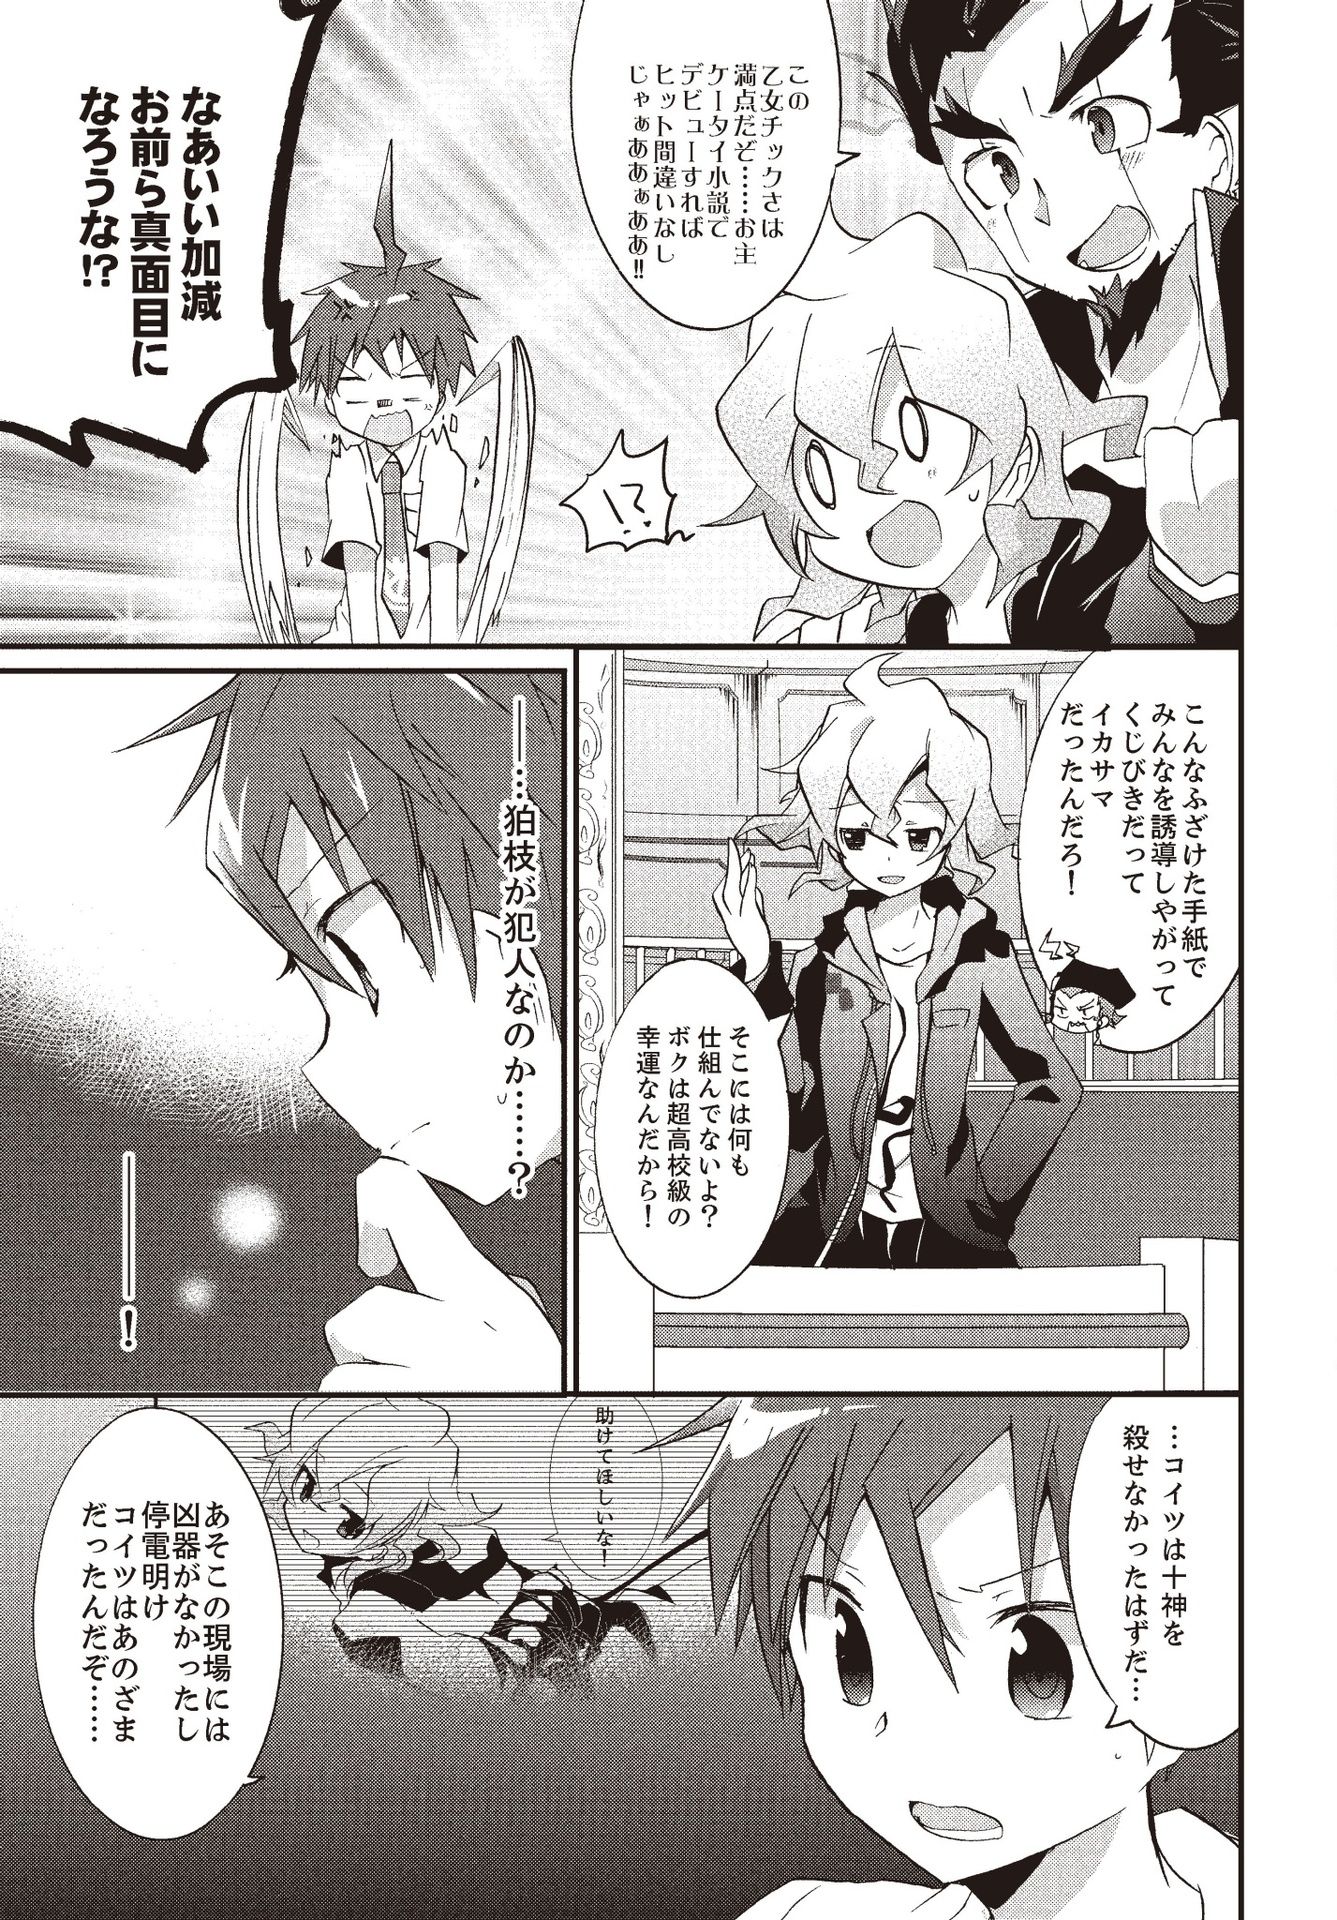 この
乙女チックさは
満点だぞ……お主
ケータイ小説で
デビューすれば
ヒット間違いなし
じゃぁああぁああ!!
!?
なあいい加減
お前ら真面目に
なろうな!?
こんなふざけた手紙で
みんなを誘導しやがって
くじびきだって
イカサマ
だったんだろ！
そこには何も
仕組んでないよ？
ボクは超高校級の
幸運なんだから！
――…狛枝が犯人なのか……？
――――！
…コイツは十神を
殺せなかったはずだ…
助けてほしいな！
あそこの現場には
凶器がなかったし
停電明け
コイツはあのざま
だったんだぞ……